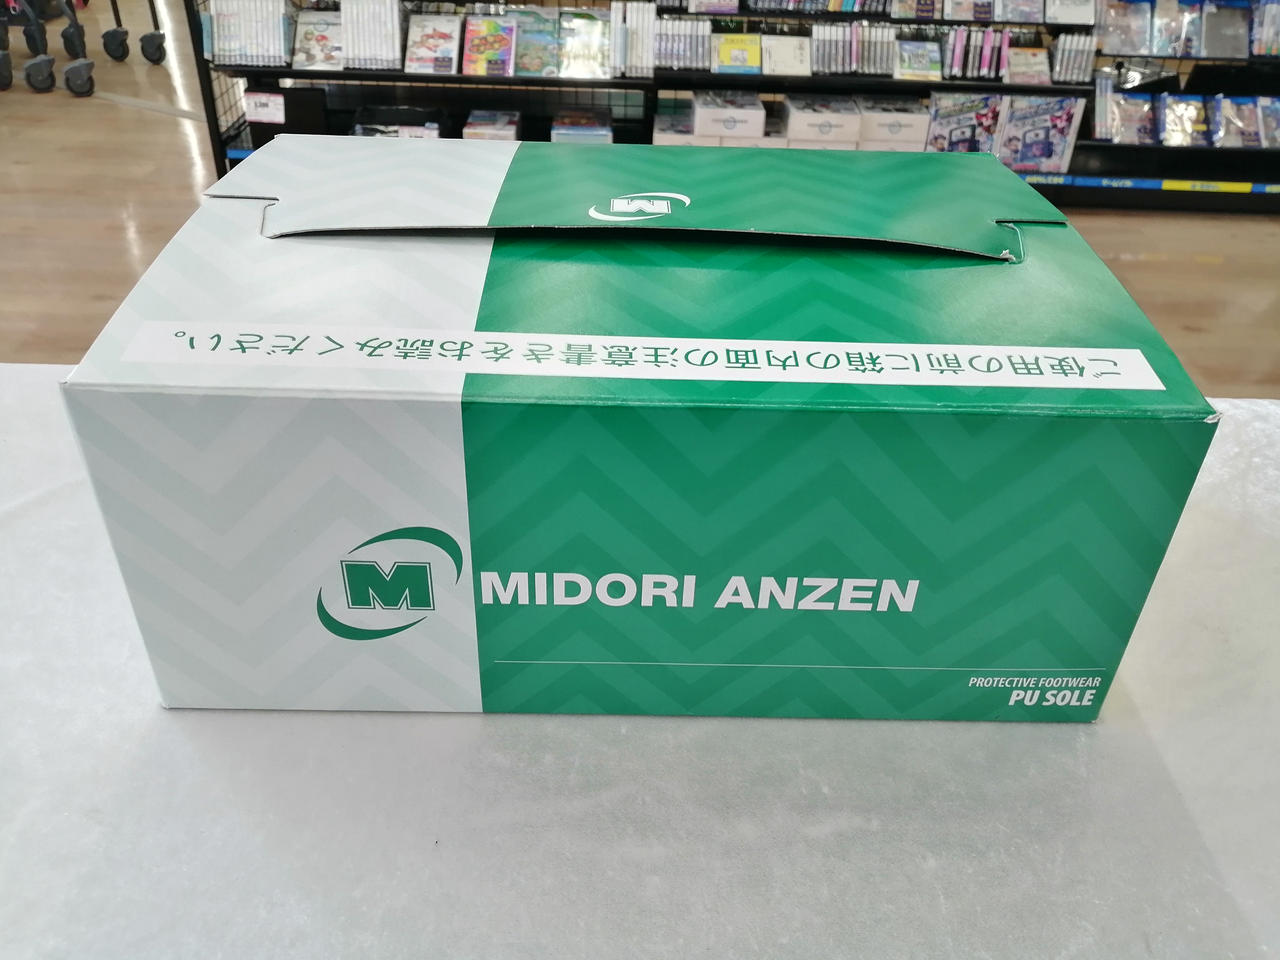 M
ご使用の前に箱の内面の注意書きをお読みください。
M
MIDORI ANZEN
PROTECTIVE FOOTWEAR
PU SOLE